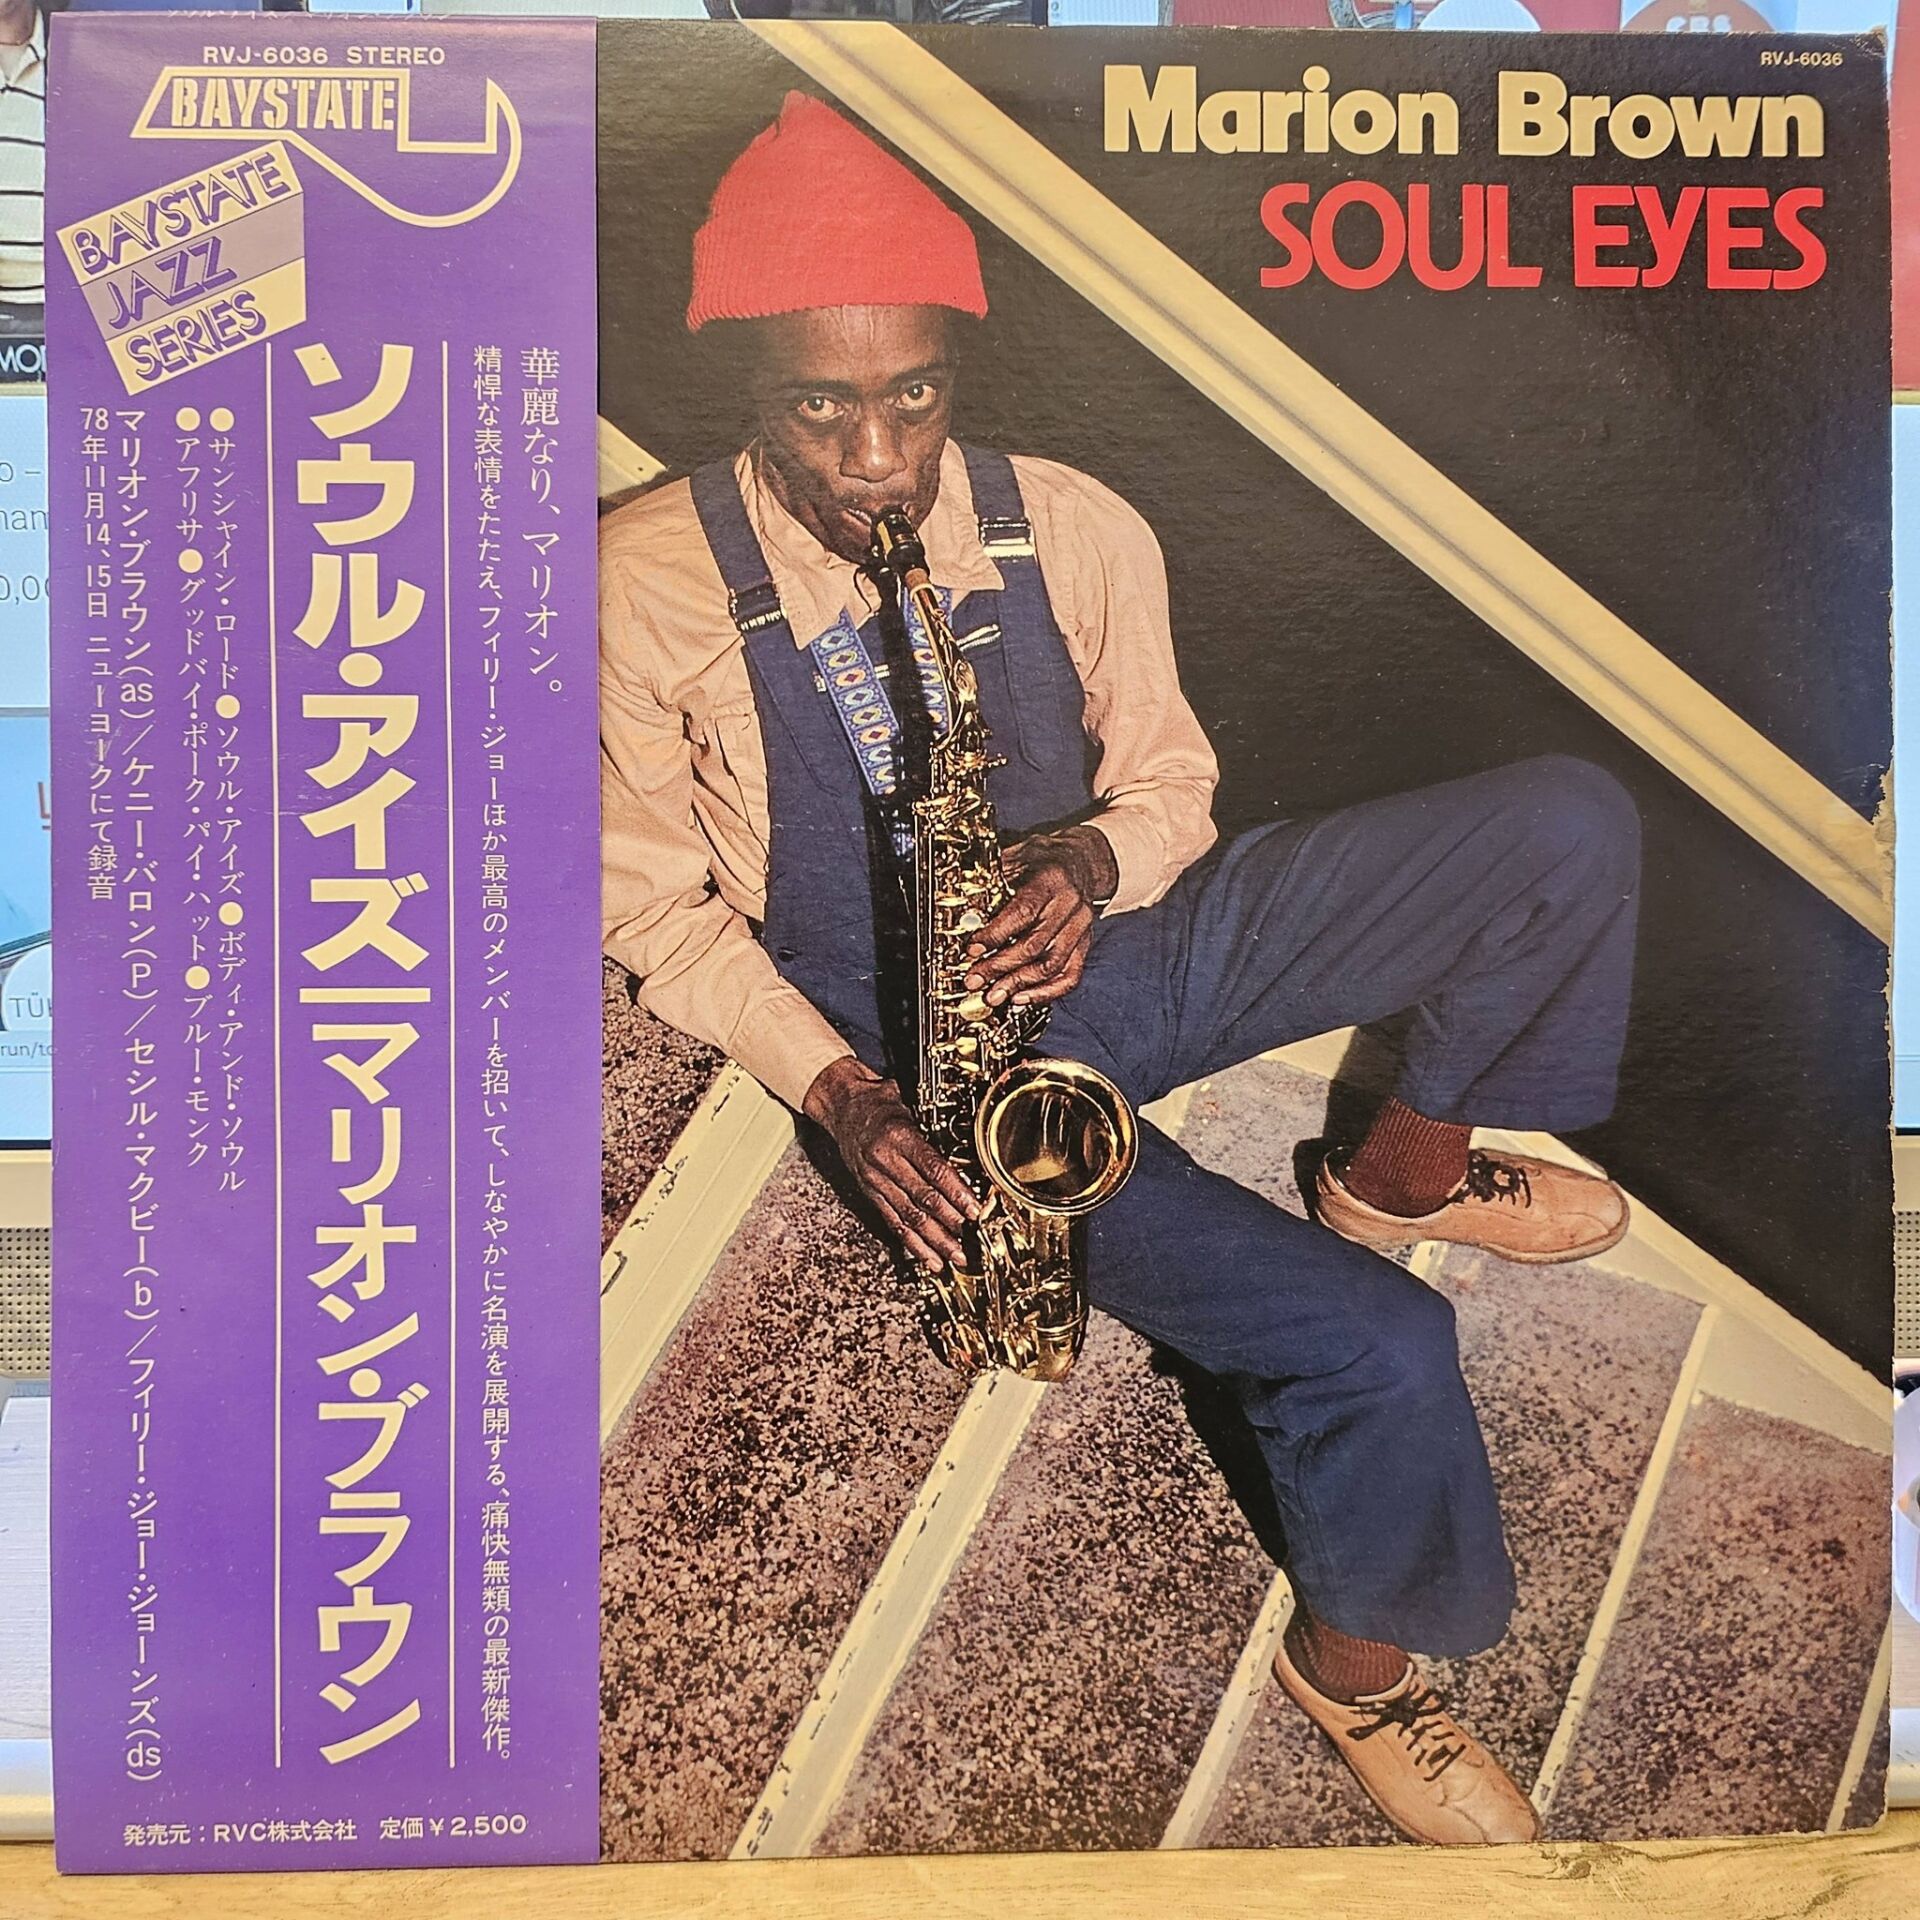 RVJ-6036 STEREO
BAYSTATE
BAYSTATE
JAZZ
SERIES
華麗なり、マリオン。
精悍な表情をたたえ、フィリー・ジョーほか最高のメンバーを招いて、しなやかに名演を展開する、痛快無類の最新傑作。
ソウル・アイズ/マリオン・ブラウン
●サンシャイン・ロード●ソウル・アイズ●ボディ・アンド・ソウル
●アフリサ●グッドバイ・ポーク・パイ・ハット●ブルー・モンク
マリオン・ブラウン(as)/ケニー・バロン(P)/セシル・マクビー(b)/フィリー・ジョー・ジョーンズ(ds)
78年11月14、15日 ニューヨークにて録音
発売元：RVC株式会社 定価￥2,500
RVJ-6036
Marion Brown
SOUL EYES